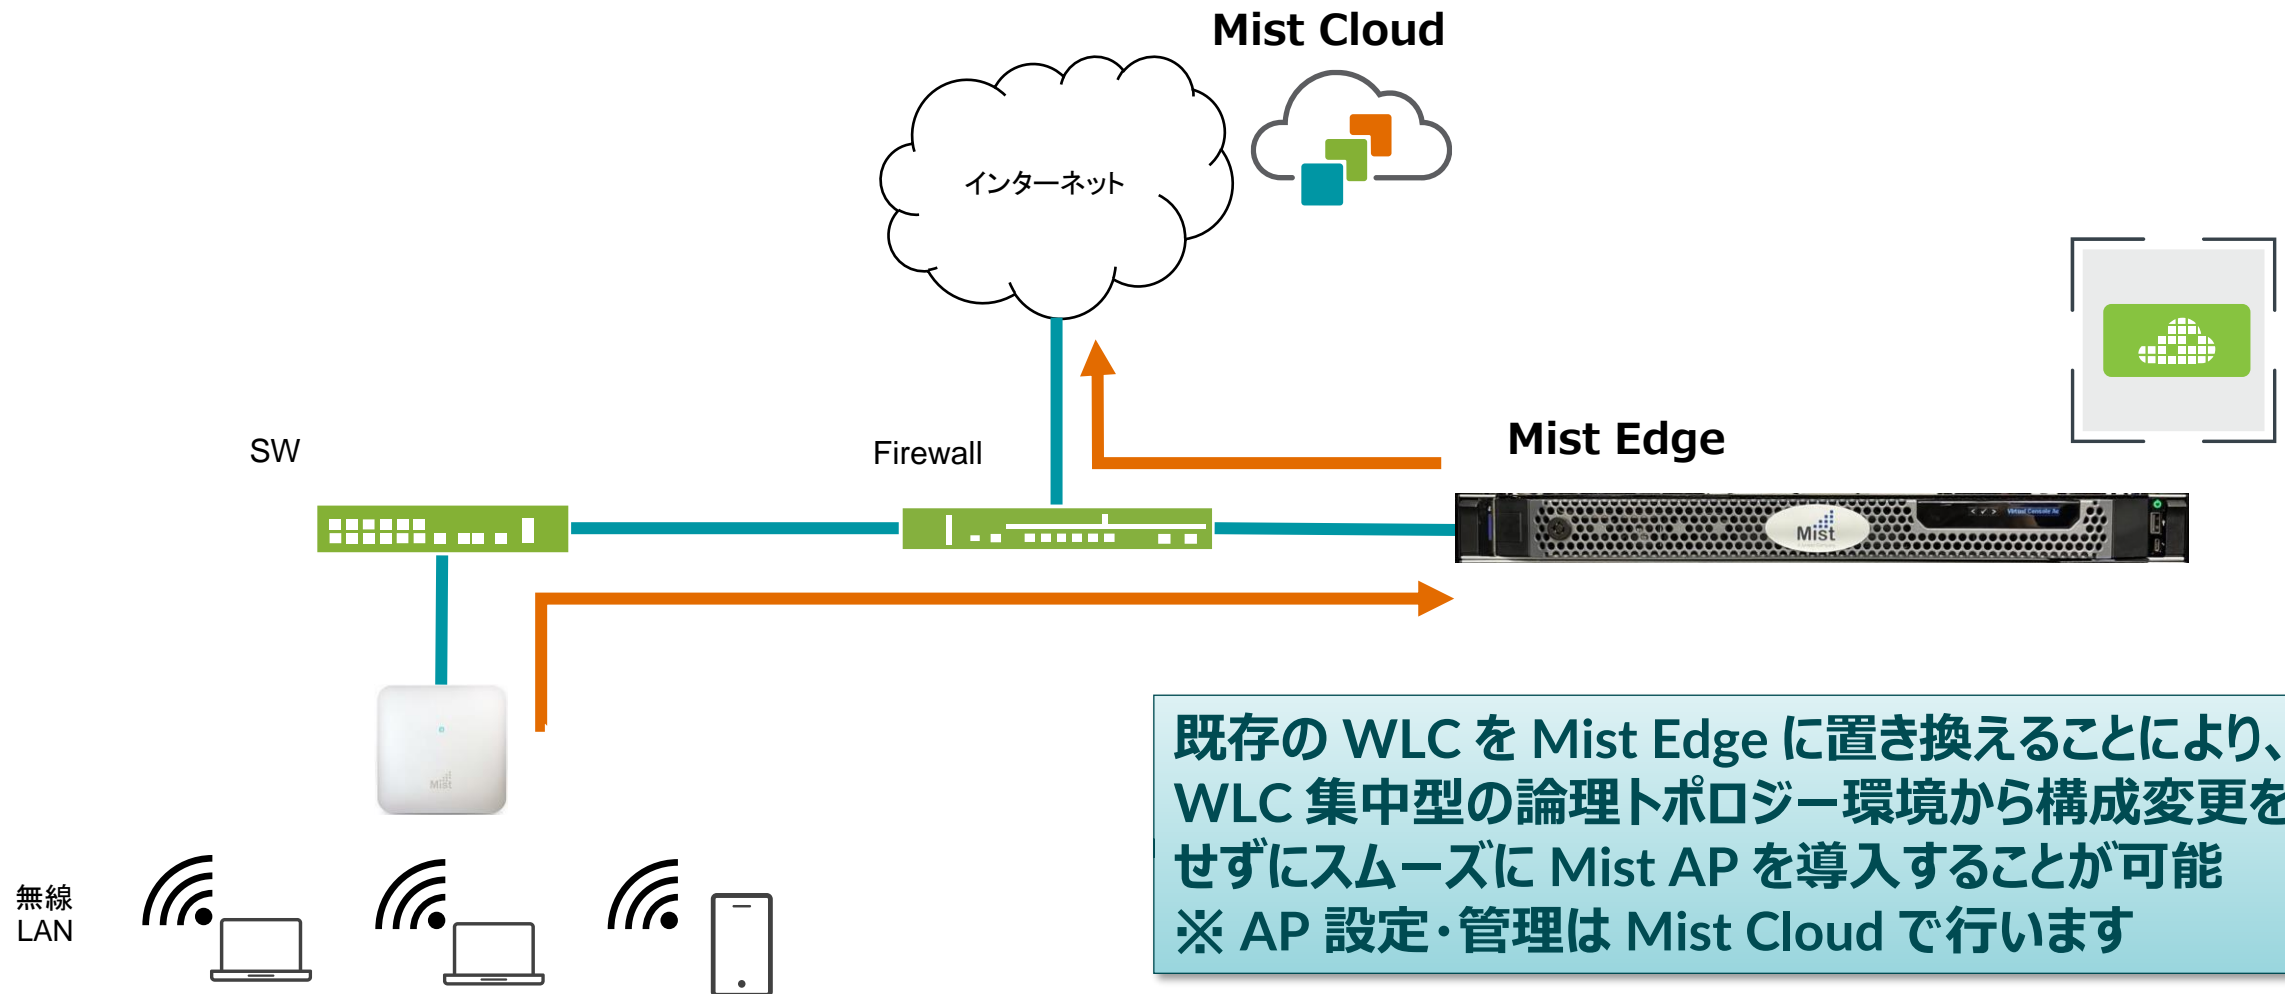 Mist Cloud
インターネット
SW
Firewall
Mist Edge
Mist
Mist
無線
LAN
既存の WLC を Mist Edge に置き換えることにより、
WLC 集中型の論理トポロジー環境から構成変更を
せずにスムーズに Mist AP を導入することが可能
※ AP 設定・管理は Mist Cloud で行います